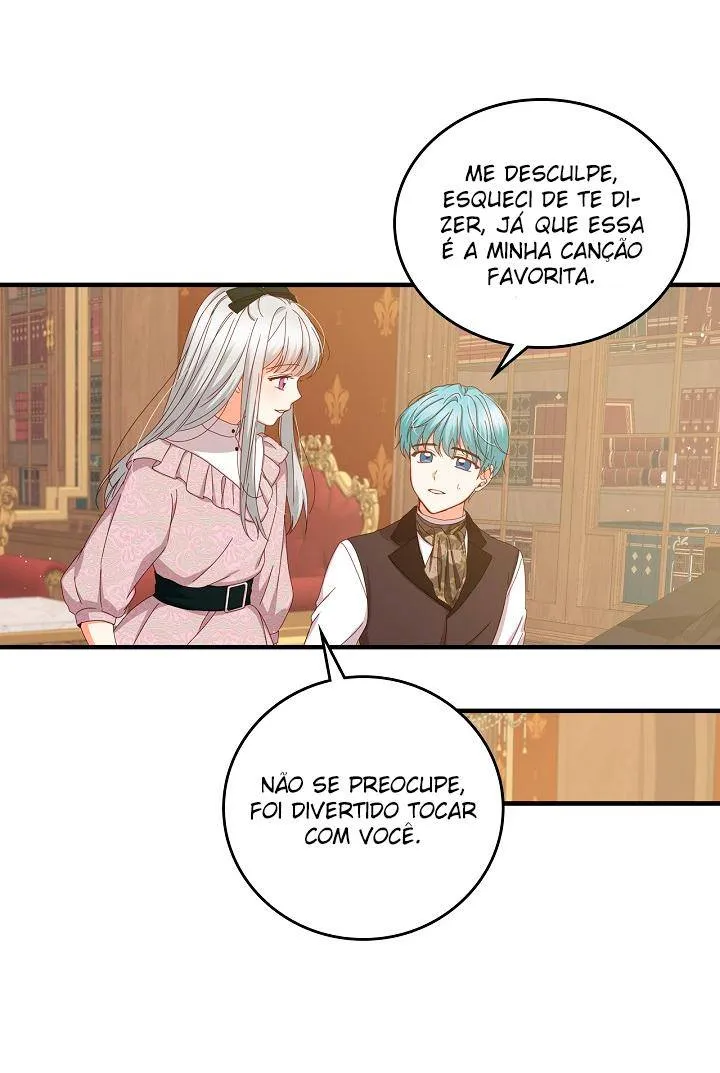 ME DESCULPE,
ESQUECI DE TE DI-
ZER, JÁ QUE ESSA
É A MINHA CANÇÃO
FAVORITA.
NÃO SE PREOCUPE,
FOI DIVERTIDO TOCAR
COM VOCÊ.